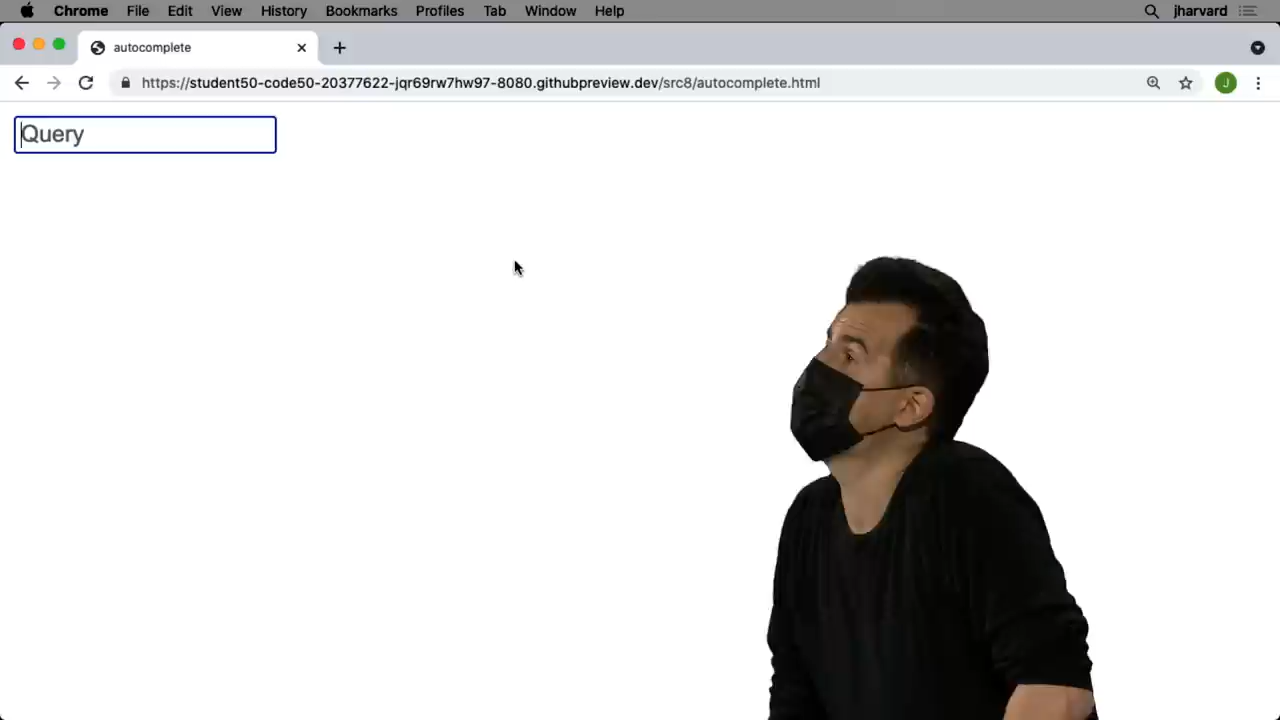 Chrome File Edit View History Bookmarks Profiles Tab Window Help jharvard
autocomplete
https://student50-code50-20377622-jqr69rw7hw97-8080.githubpreview.dev/src8/autocomplete.html J
Query